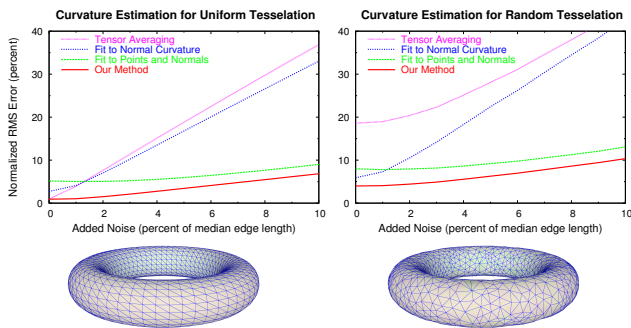 Curvature Estimation for Uniform Tesselation
Normalized RMS Error (percent)
40
30
20
10
0
Tensor Averaging
Fit to Normal Curvature
Fit to Points and Normals
Our Method
0 2 4 6 8 10
Added Noise (percent of median edge length)
Curvature Estimation for Random Tesselation
40
30
20
10
0
Tensor Averaging
Fit to Normal Curvature
Fit to Points and Normals
Our Method
0 2 4 6 8 10
Added Noise (percent of median edge length)